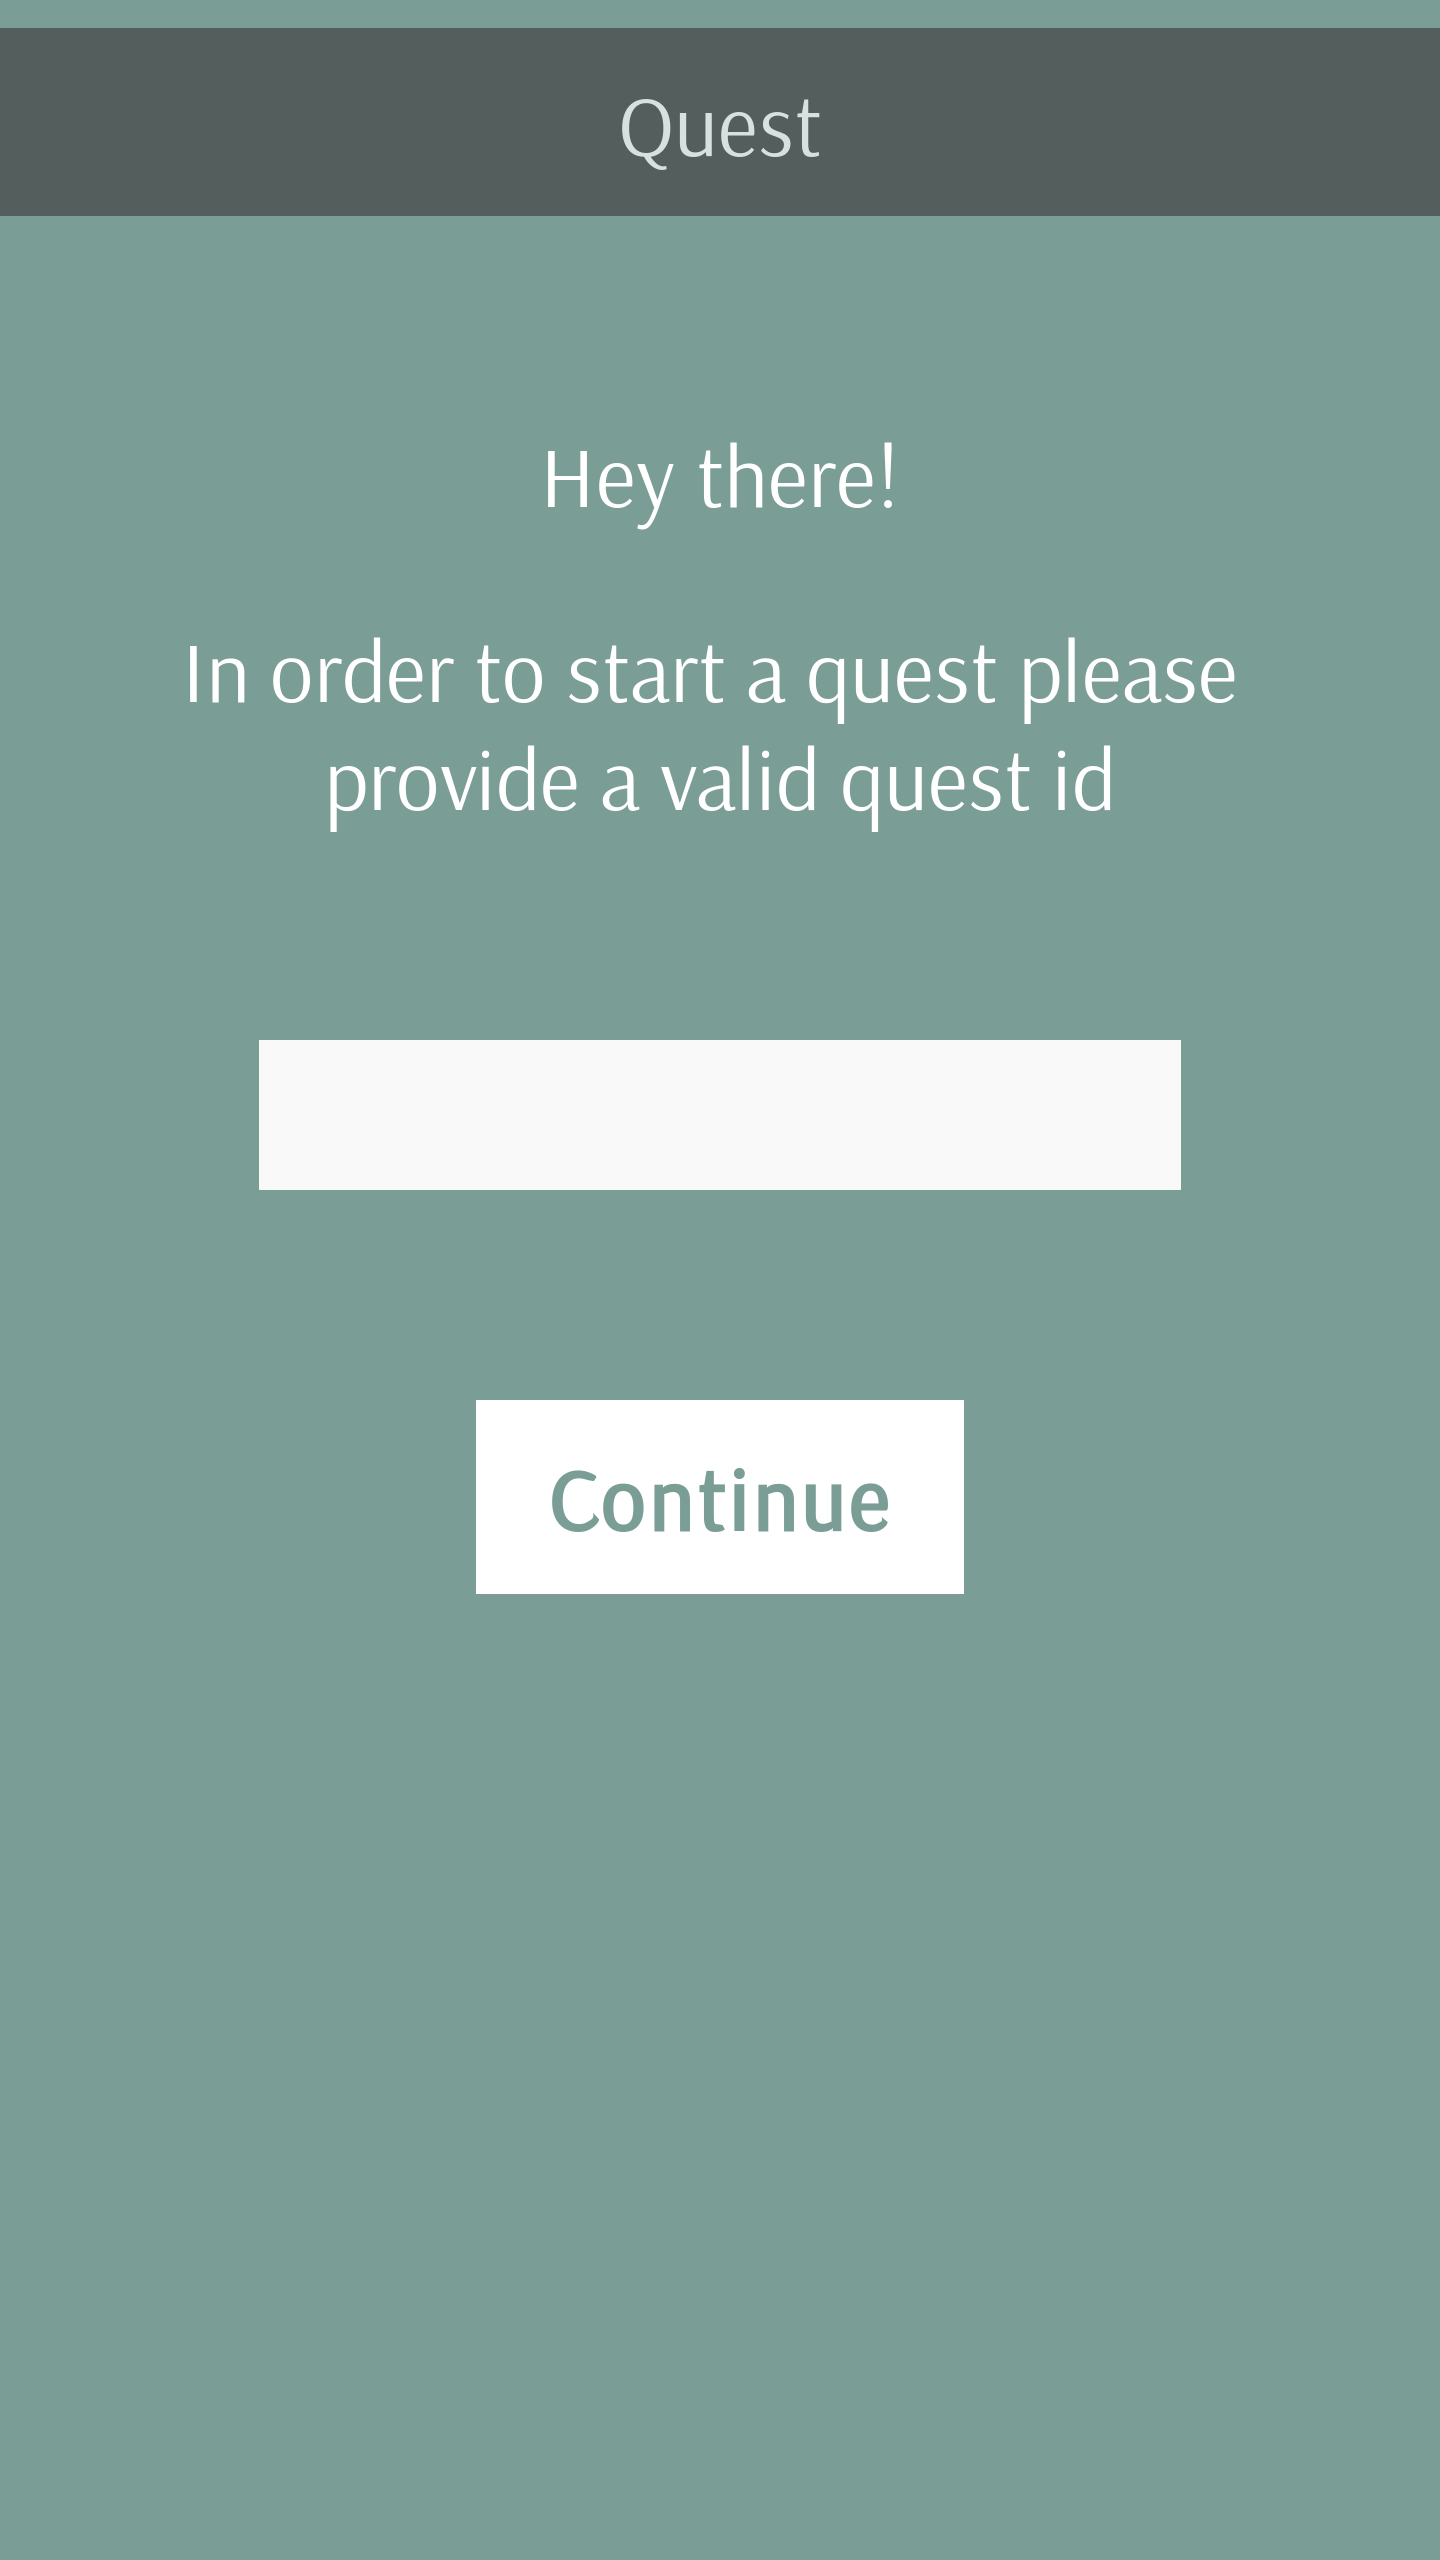 Quest
Hey there!
In order to start a quest please
provide a valid quest id
Continue